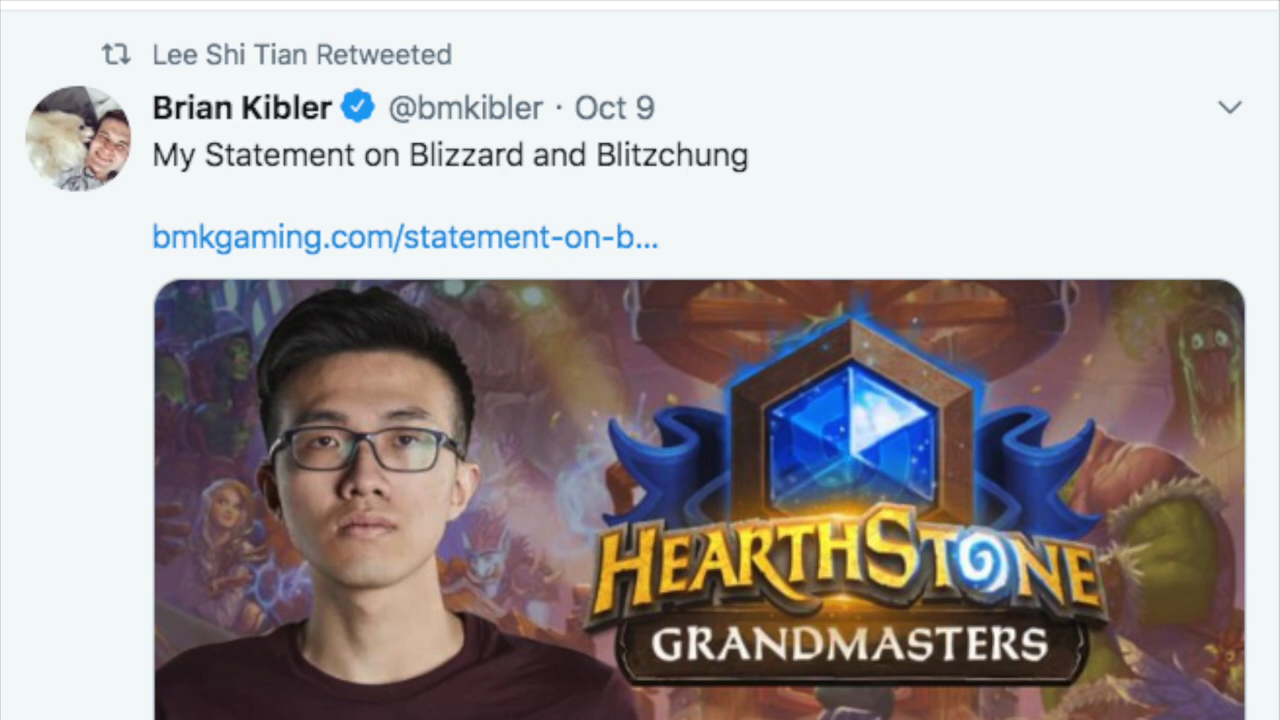 Lee Shi Tian Retweeted
Brian Kibler @bmkibler · Oct 9
My Statement on Blizzard and Blitzchung
bmkgaming.com/statement-on-b...
HEARTHSTONE
GRANDMASTERS